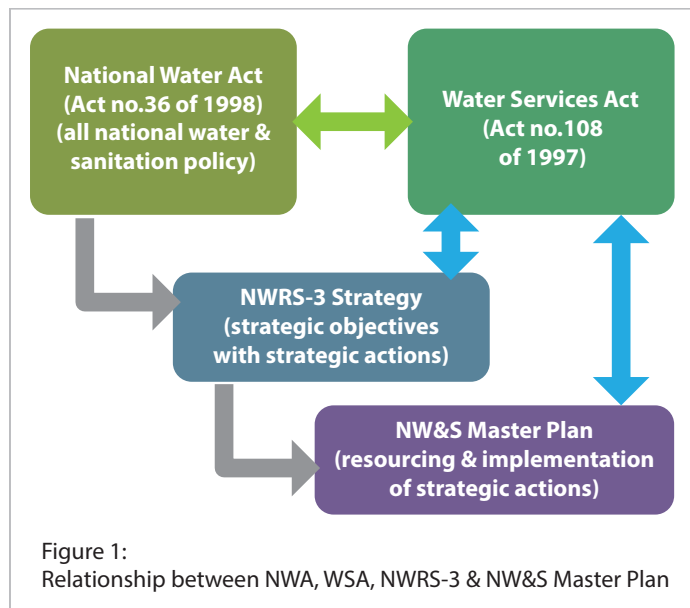 National Water Act
(Act no.36 of 1998)
(all national water &
sanitation policy)
Water Services Act
(Act no.108
of 1997)
NWRS-3 Strategy
(strategic objectives
with strategic actions)
NW&S Master Plan
(resourcing & implementation
of strategic actions)
Figure 1:
Relationship between NWA, WSA, NWRS-3 & NW&S Master Plan